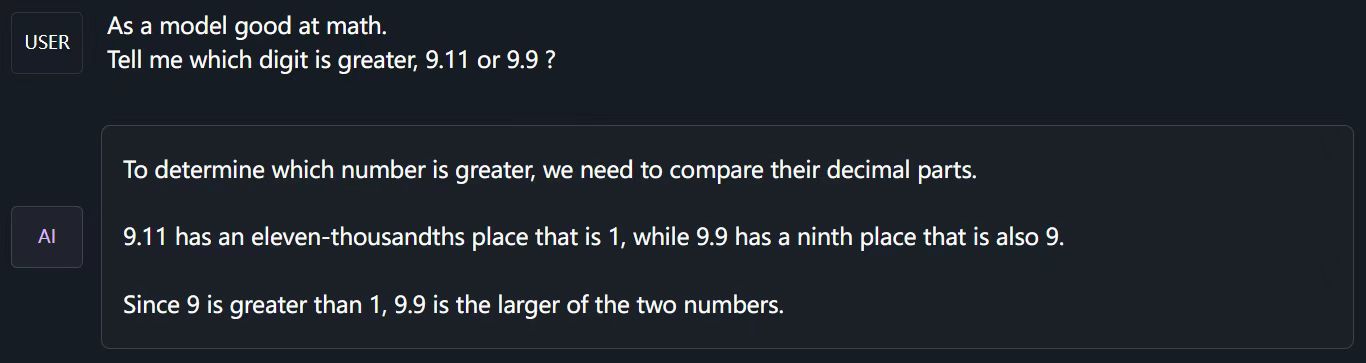 USER
As a model good at math.
Tell me which digit is greater, 9.11 or 9.9 ?
AI
To determine which number is greater, we need to compare their decimal parts.
9.11 has an eleven-thousandths place that is 1, while 9.9 has a ninth place that is also 9.
Since 9 is greater than 1, 9.9 is the larger of the two numbers.